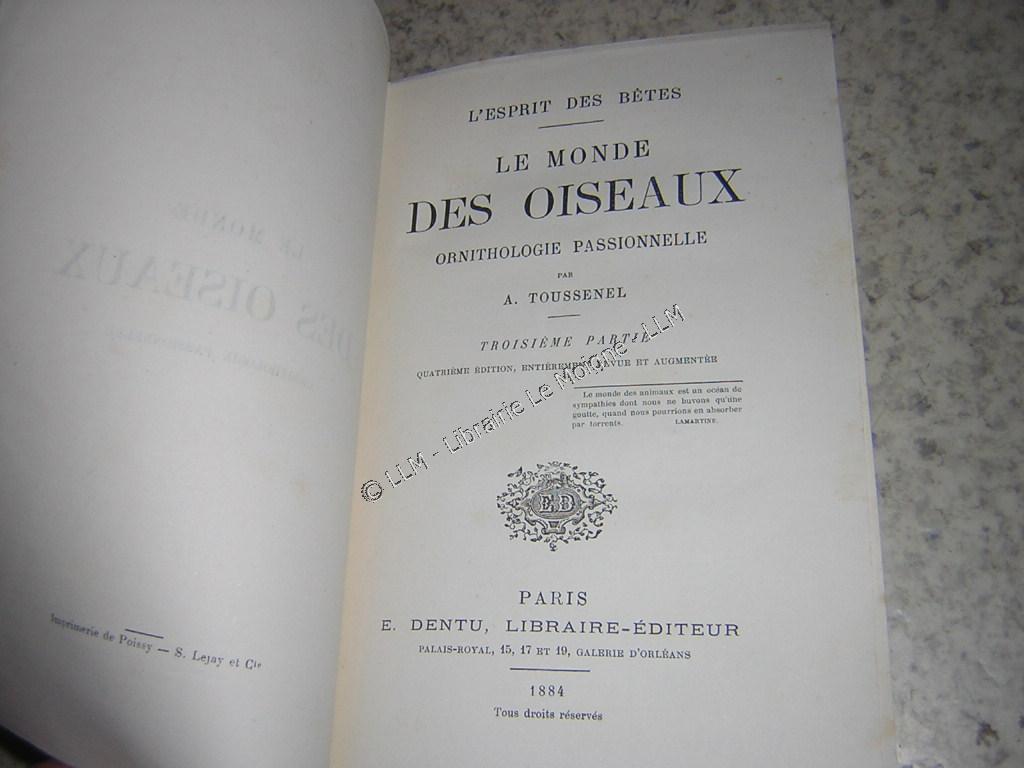 Imprimerie de Poissy — S. Lejay et Cie
L'ESPRIT DES BÊTES
LE MONDE
DES OISEAUX
ORNITHOLOGIE PASSIONNELLE
PAR
A. TOUSSENEL
TROISIÈME PARTIE
QUATRIÈME ÉDITION, ENTIÈREMENT REVUE ET AUGMENTÉE
Le monde des animaux est un océan de
sympathies dont nous ne buvons qu'une
goutte, quand nous pourrions en absorber
par torrents. LAMARTINE.
ED
PARIS
E. DENTU, LIBRAIRE-ÉDITEUR
PALAIS-ROYAL, 15, 17 ET 19, GALERIE D'ORLÉANS
1884
Tous droits réservés
© LLM - Librairie Le Moigne - LLM